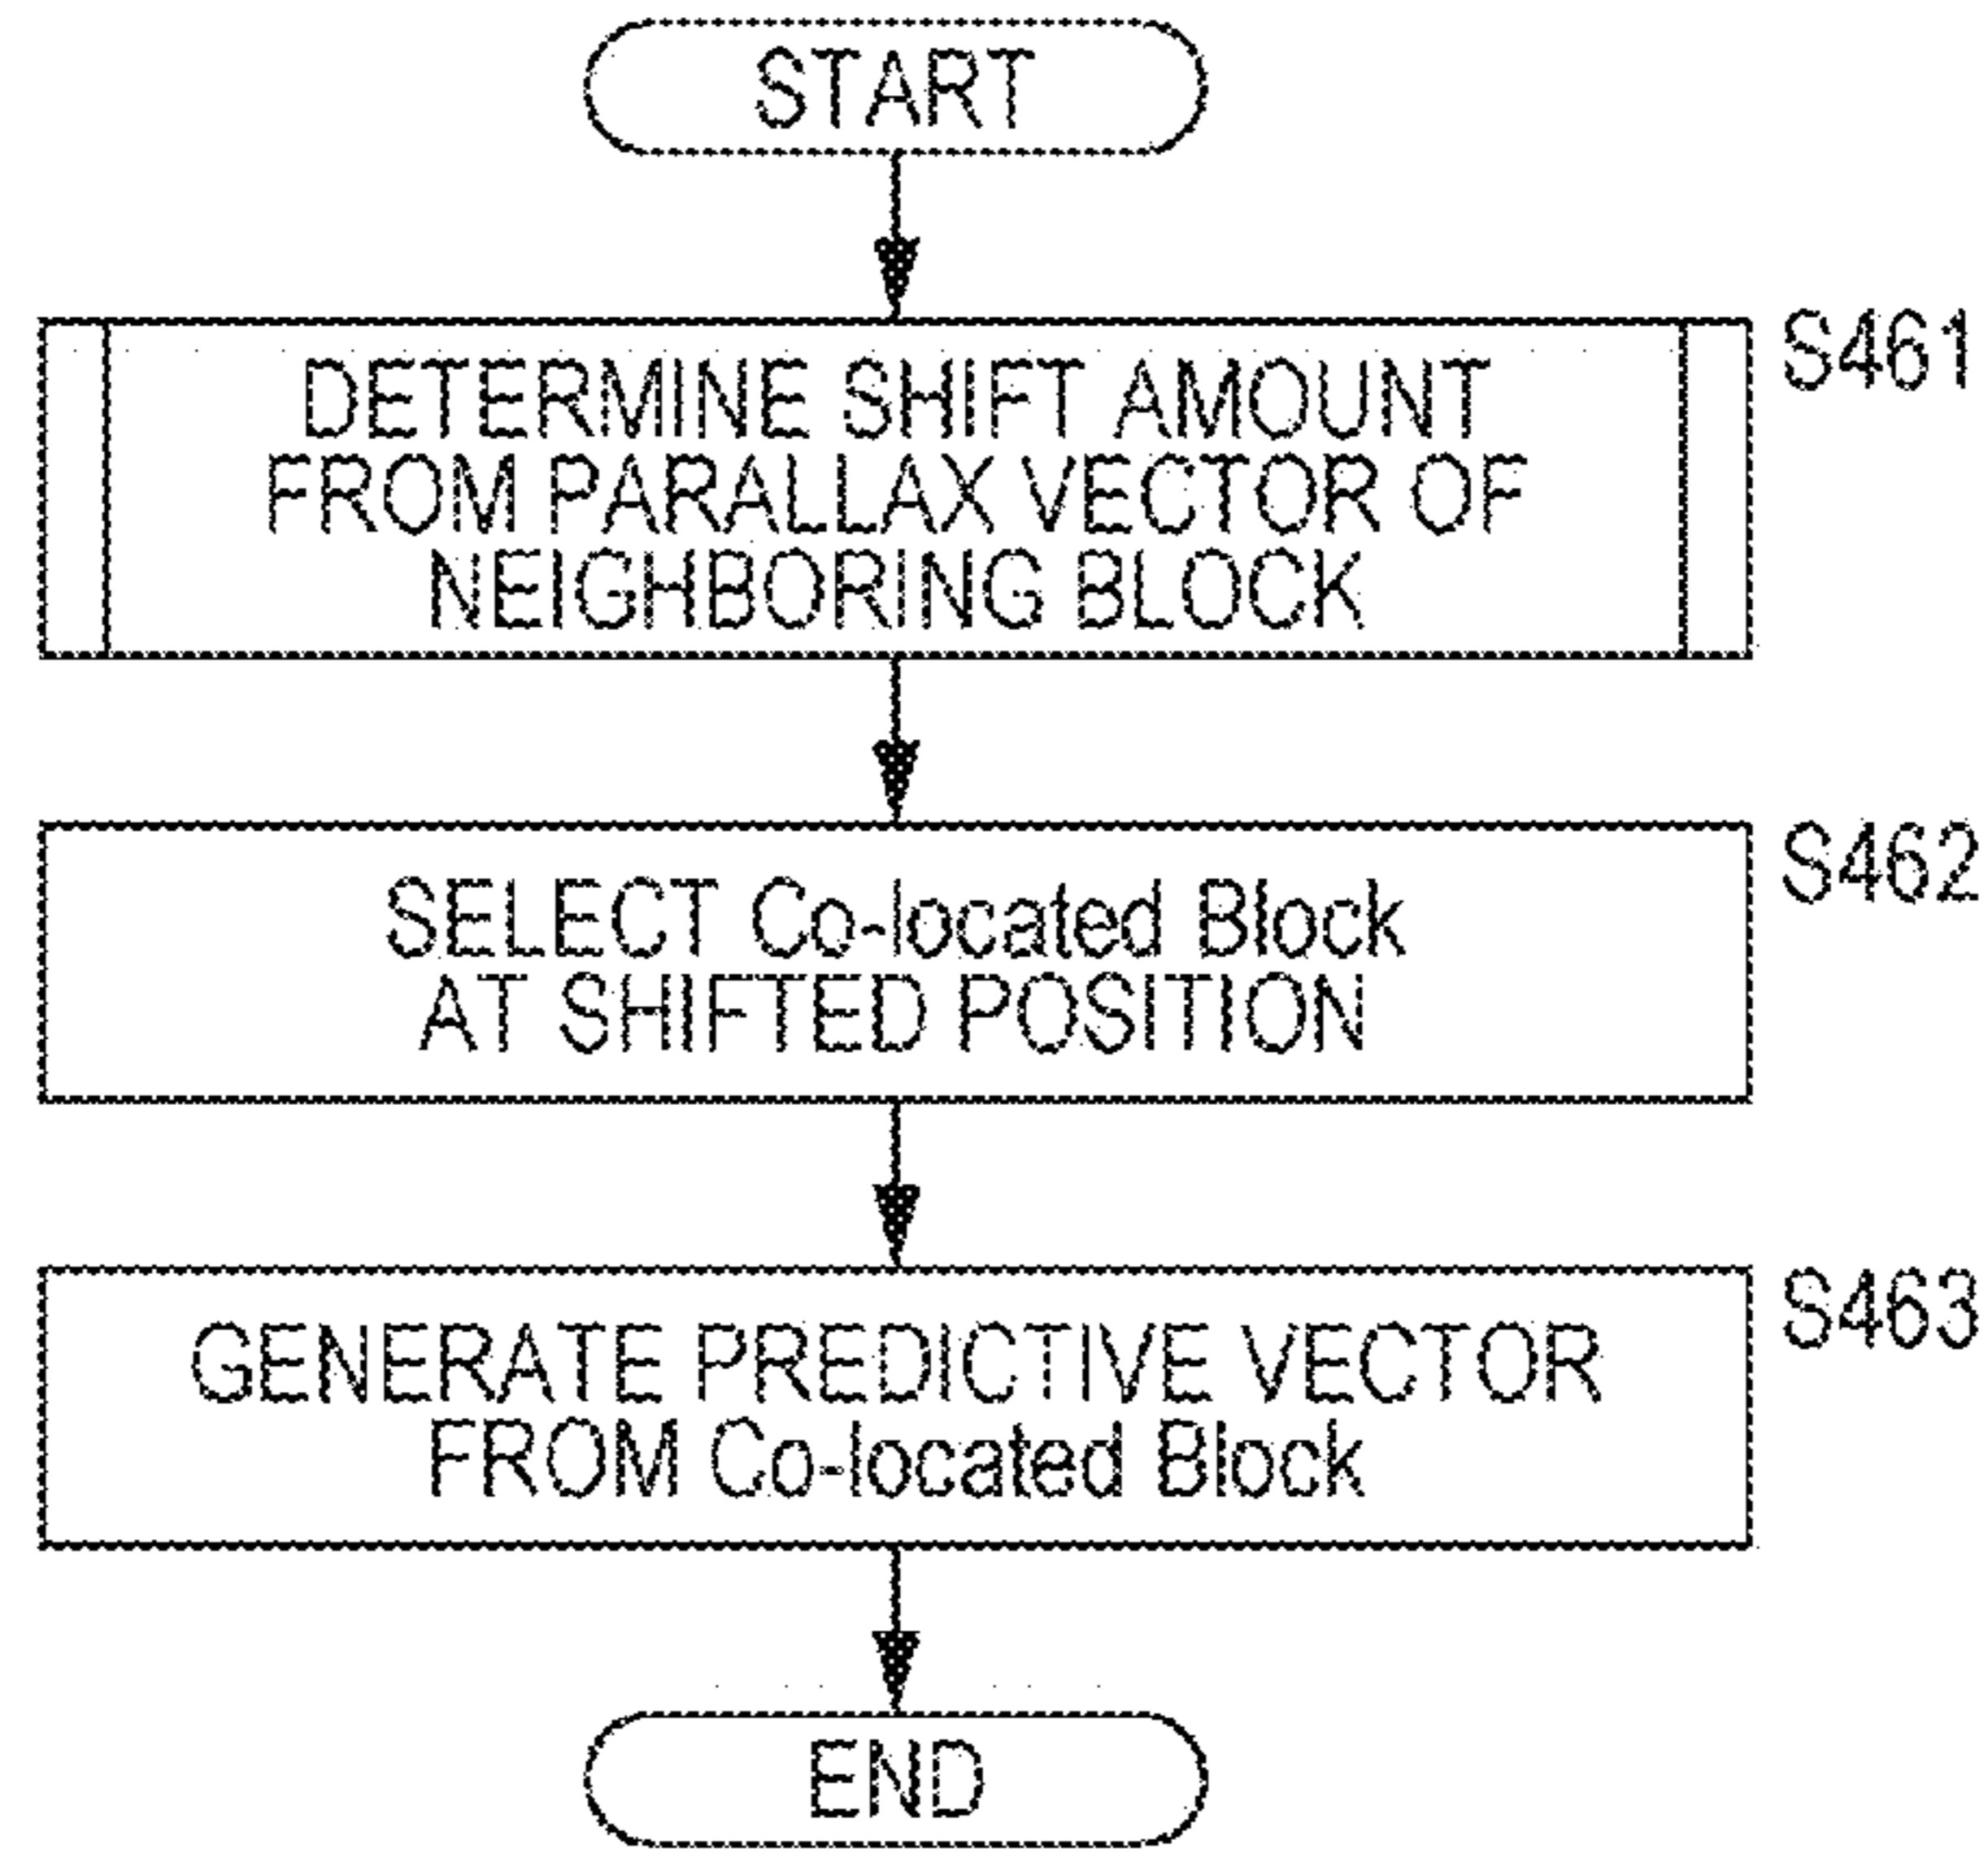 START
S461
DETERMINE SHIFT AMOUNT
FROM PARALLAX VECTOR OF
NEIGHBORING BLOCK
S462
SELECT Co-located Block
AT SHIFTED POSITION
S463
GENERATE PREDICTIVE VECTOR
FROM Co-located Block
END